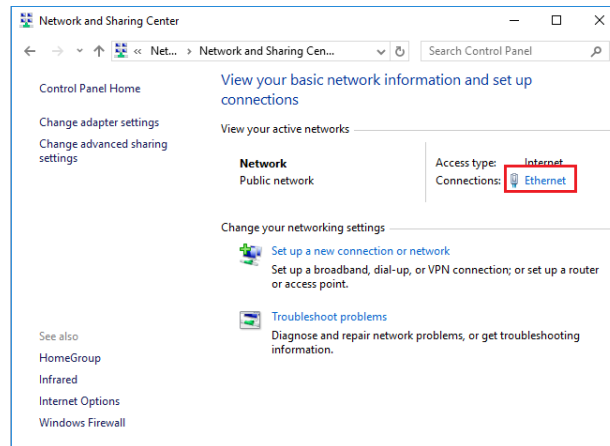 Network and Sharing Center
« Net... > Network and Sharing Cen...
Search Control Panel
Control Panel Home
Change adapter settings
Change advanced sharing
settings
View your basic network information and set up
connections
View your active networks
Network
Public network
Access type: Internet
Connections: Ethernet
Change your networking settings
Set up a new connection or network
Set up a broadband, dial-up, or VPN connection; or set up a router
or access point.
Troubleshoot problems
Diagnose and repair network problems, or get troubleshooting
information.
See also
HomeGroup
Infrared
Internet Options
Windows Firewall